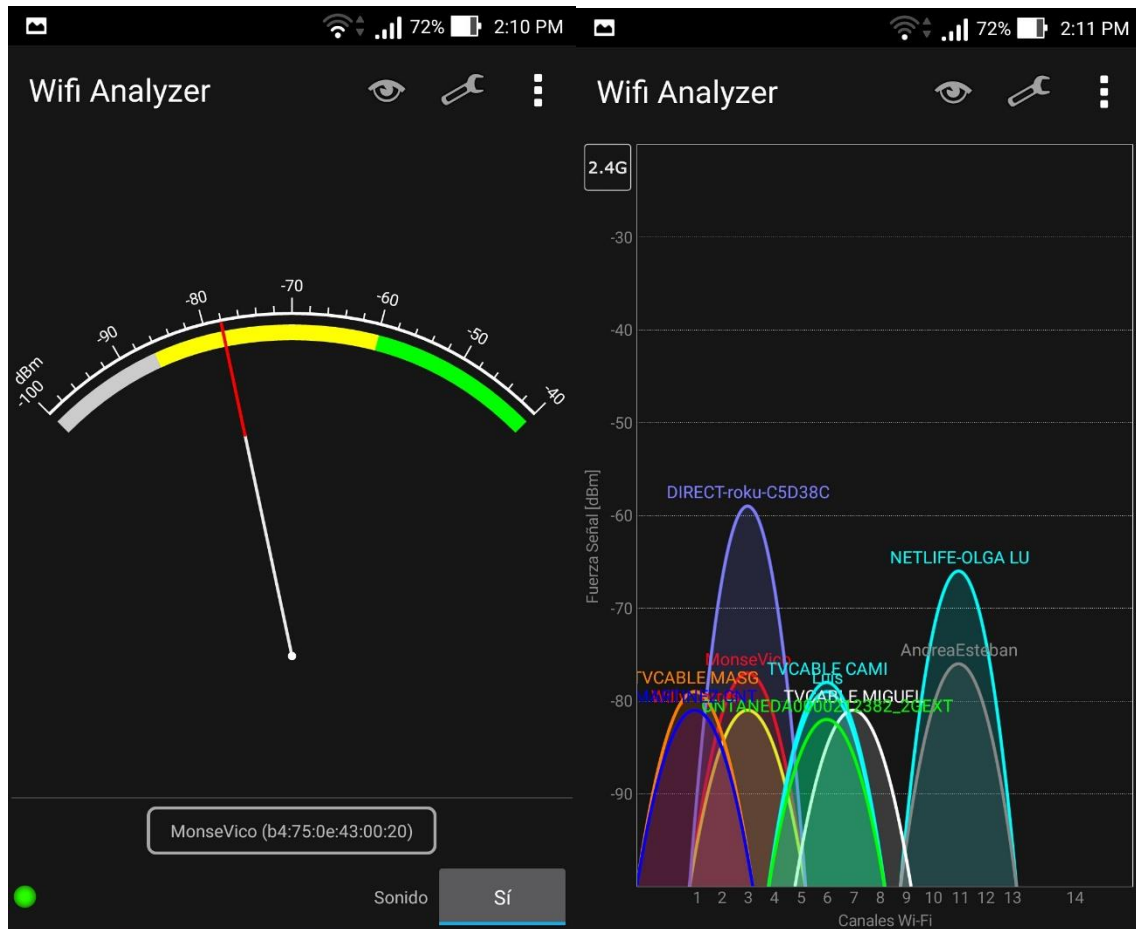 72% 2:10 PM
Wifi Analyzer
dBm
-100
-90
-80
-70
-60
-50
-40
MonseVico (b4:75:0e:43:00:20)
Sonido Sí
72% 2:11 PM
Wifi Analyzer
2.4G
-30
-40
-50
-60
-70
-80
-90
Fuerza Señal [dBm]
DIRECT-roku-C5D38C
NETLIFE-OLGA LU
AndreaEsteban
MonseVico
TVCABLE CAMI
Luis
TVCABLE MASG
TVCABLE MIGUEL
1 2 3 4 5 6 7 8 9 10 11 12 13 14
Canales Wi-Fi